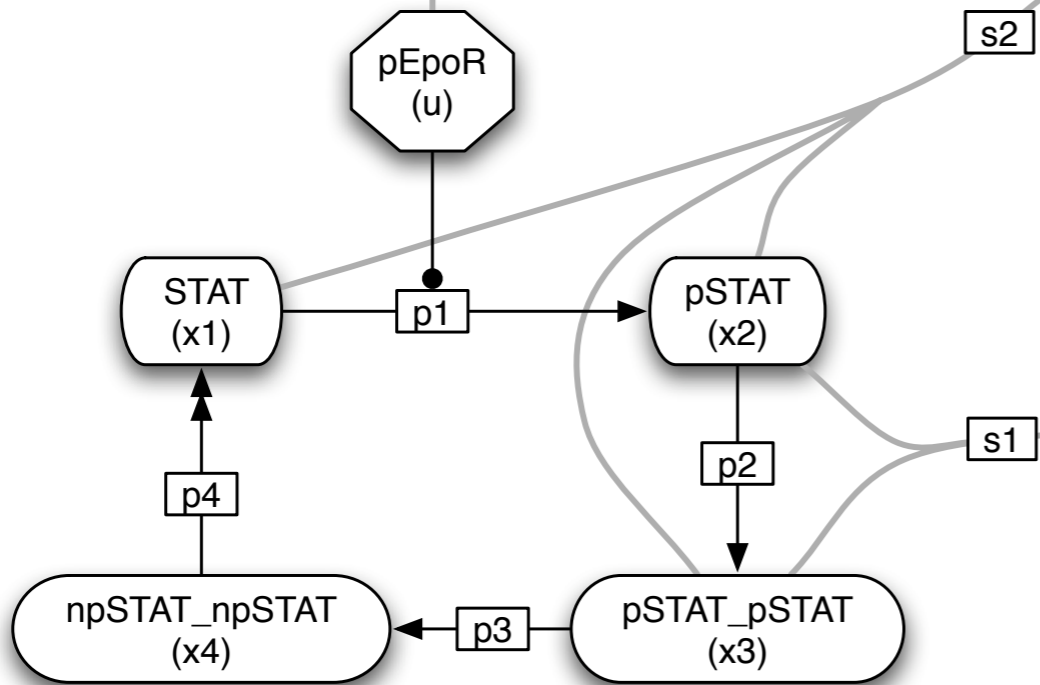 s2
pEpoR
(u)
STAT
(x1)
p1
pSTAT
(x2)
s1
p2
p4
npSTAT_npSTAT
(x4)
p3
pSTAT_pSTAT
(x3)